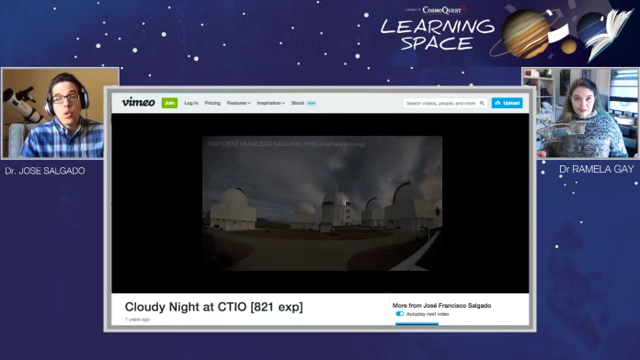 COSMOQUEST
LEARNING
SPACE
vimeo Join Log in Pricing Features Inspiration Stock Search videos, people, and more Upload
Dr. JOSE SALGADO
Dr RAMELA GAY
Cloudy Night at CTIO [821 exp]
7 years ago
More from José Francisco Salgado
Autoplay next video